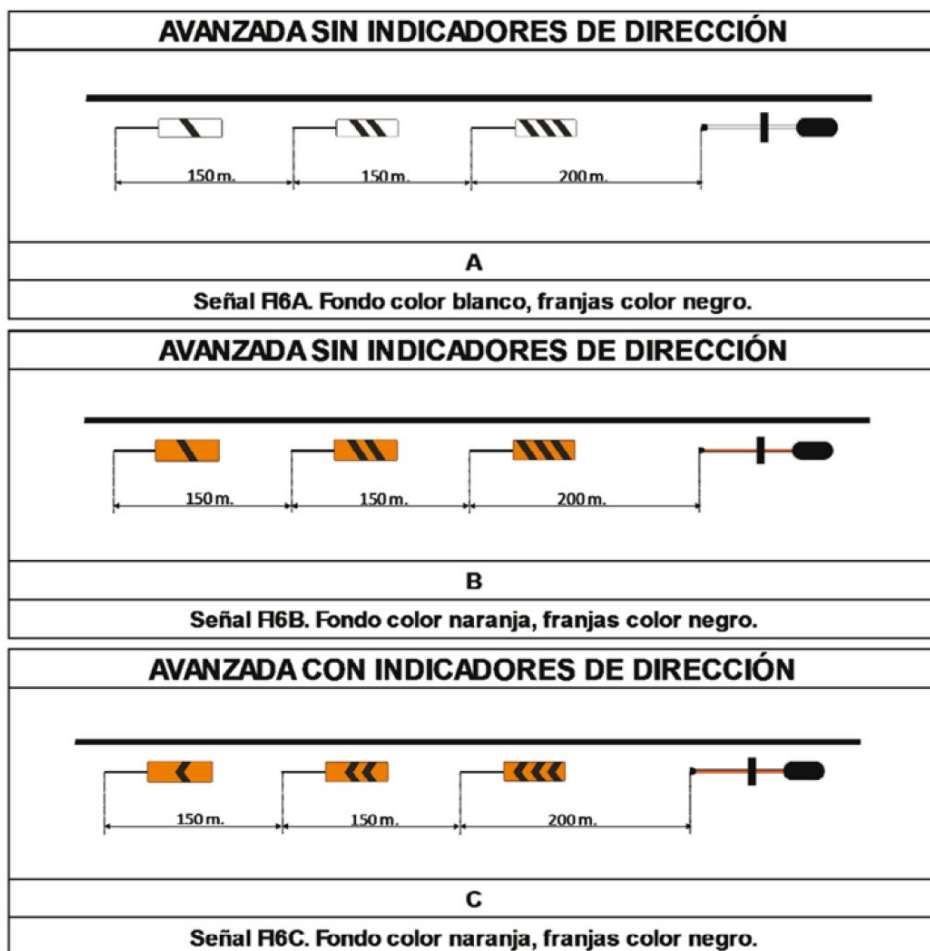 AVANZADA SIN INDICADORES DE DIRECCIÓN
150 m. 150 m. 200 m.
A
Señal FI6A. Fondo color blanco, franjas color negro.
AVANZADA SIN INDICADORES DE DIRECCIÓN
150 m. 150 m. 200 m.
B
Señal FI6B. Fondo color naranja, franjas color negro.
AVANZADA CON INDICADORES DE DIRECCIÓN
150 m. 150 m. 200 m.
C
Señal FI6C. Fondo color naranja, franjas color negro.